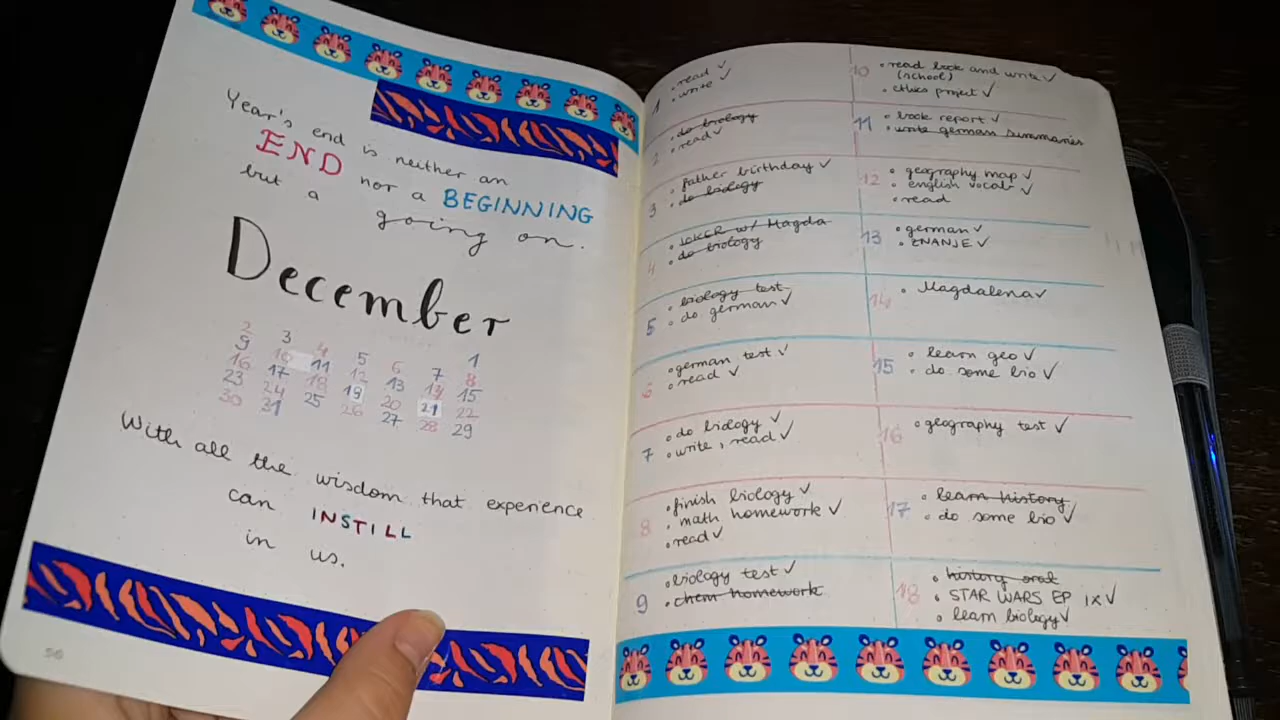 Year's end is neither an
END nor a BEGINNING
but a going on.
December
1
2 3 4 5 6 7 8
9 10 11 12 13 14 15
16 17 18 19 20 21 22
23 24 25 26 27 28 29
30 31
With all the wisdom that experience
can INSTILL
in us.
56
1
• read ✓
• write ✓
2
• do biology
• read ✓
3
• father birthday ✓
• do biology
4
• JOKER w/ Magda
• do biology
5
• biology test
• do german ✓
6
• german test ✓
• read ✓
7
• do biology ✓
• write, read ✓
8
• finish biology ✓
• math homework ✓
• read ✓
9
• biology test ✓
• chem homework
10
• read book and write ✓
(school)
• ethics project ✓
11
• book report ✓
• write german summaries
12
• geography map ✓
• english vocab ✓
• read
13
• german ✓
• ZNANJE ✓
14
• Magdalena ✓
15
• learn geo ✓
• do some bio ✓
16
• geography test ✓
17
• learn history
• do some bio ✓
18
• history oral
• STAR WARS EP IX ✓
• learn biology ✓